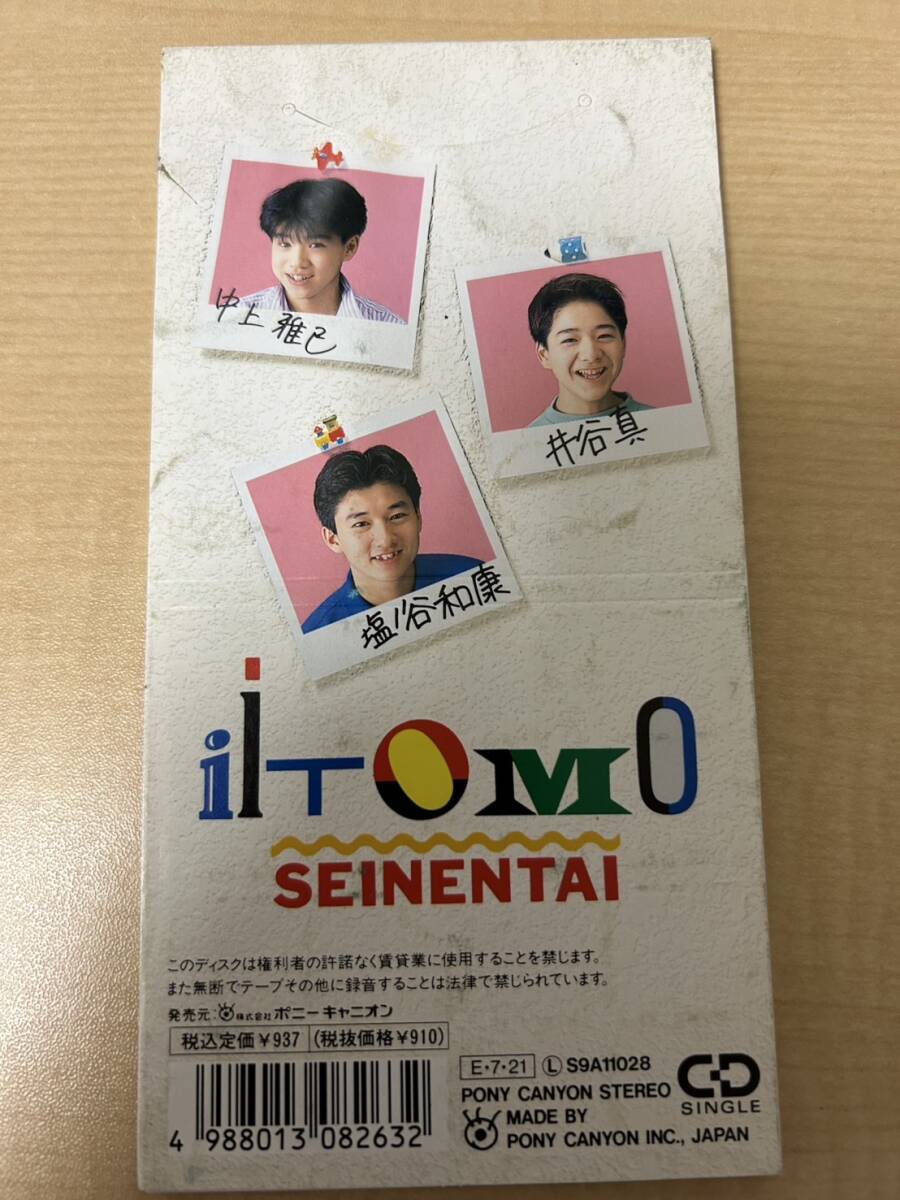 中上雅巳
井谷真
塩谷和康
iiTOMO
SEINENTAI
このディスクは権利者の許諾なく賃貸業に使用することを禁じます。
また無断でテープその他に録音することは法律で禁じられています。
発売元:株式会社ポニーキャニオン
税込定価¥937 (税抜価格¥910)
E・7・21 Ⓛ S9A11028
PONY CANYON STEREO
MADE BY
PONY CANYON INC., JAPAN
CD
SINGLE
4 988013 082632